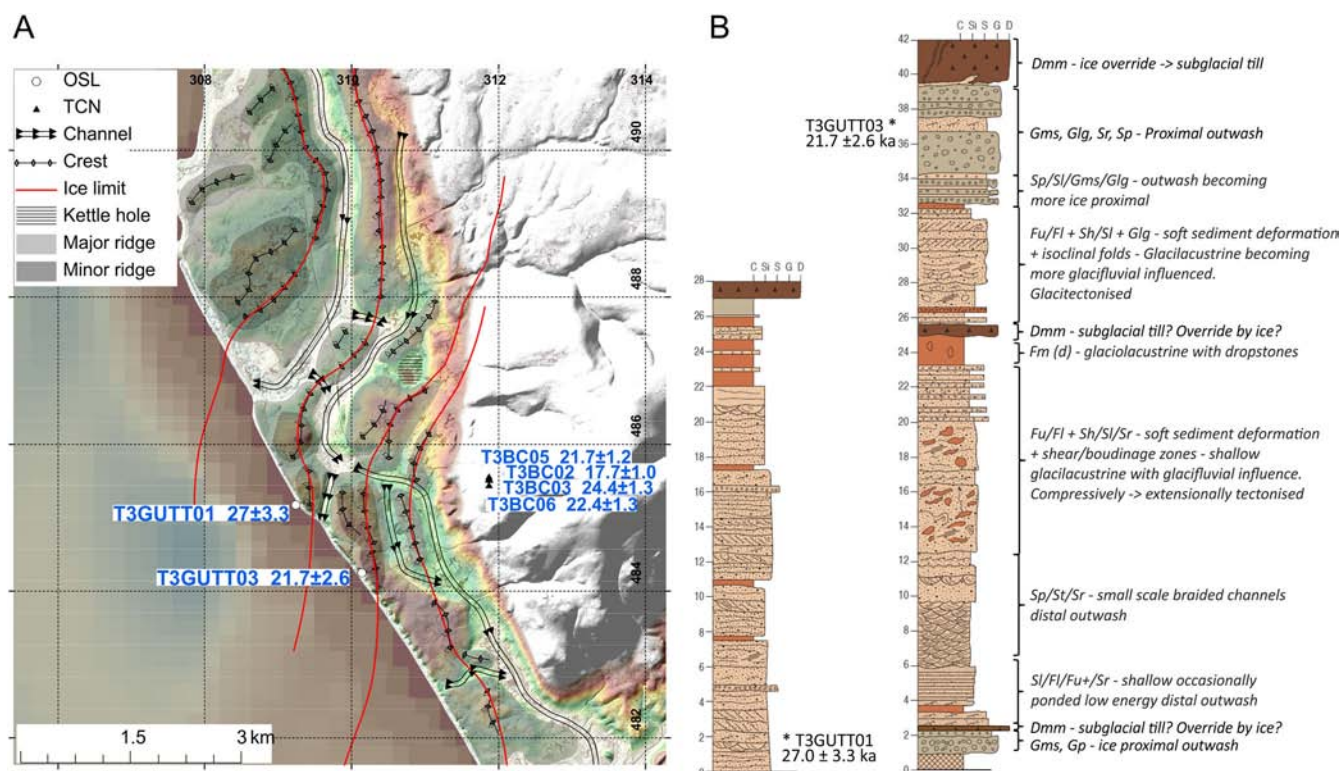 A
OSL
TCN
Channel
Crest
Ice limit
Kettle hole
Major ridge
Minor ridge
308
310
312
314
490
488
486
484
482
T3BC05 21.7±1.2
T3BC02 17.7±1.0
T3BC03 24.4±1.3
T3BC06 22.4±1.3
T3GUTT01 27±3.3
T3GUTT03 21.7±2.6
1.5
3 km
B
28
C Si S G D
26
24
22
20
18
16
14
12
10
8
6
4
2
0
* T3GUTT01
27.0 ± 3.3 ka
C Si S G D
42
40
38
36
34
32
30
28
26
24
22
20
18
16
14
12
10
8
6
4
2
0
T3GUTT03 *
21.7 ±2.6 ka
Dmm - ice override -> subglacial till
Gms, Glg, Sr, Sp - Proximal outwash
Sp/Sl/Gms/Glg - outwash becoming
more ice proximal
Fu/Fl + Sh/Sl + Glg - soft sediment deformation
+ isoclinal folds - Glacilacustrine becoming
more glacifluvial influenced.
Glacitectonised
Dmm - subglacial till? Override by ice?
Fm (d) - glaciolacustrine with dropstones
Fu/Fl + Sh/Sl/Sr - soft sediment deformation
+ shear/boudinage zones - shallow
glacilacustrine with glacifluvial influence.
Compressively -> extensionally tectonised
Sp/St/Sr - small scale braided channels
distal outwash
Sl/Fl/Fu+/Sr - shallow occasionally
ponded low energy distal outwash
Dmm - subglacial till? Override by ice?
Gms, Gp - ice proximal outwash